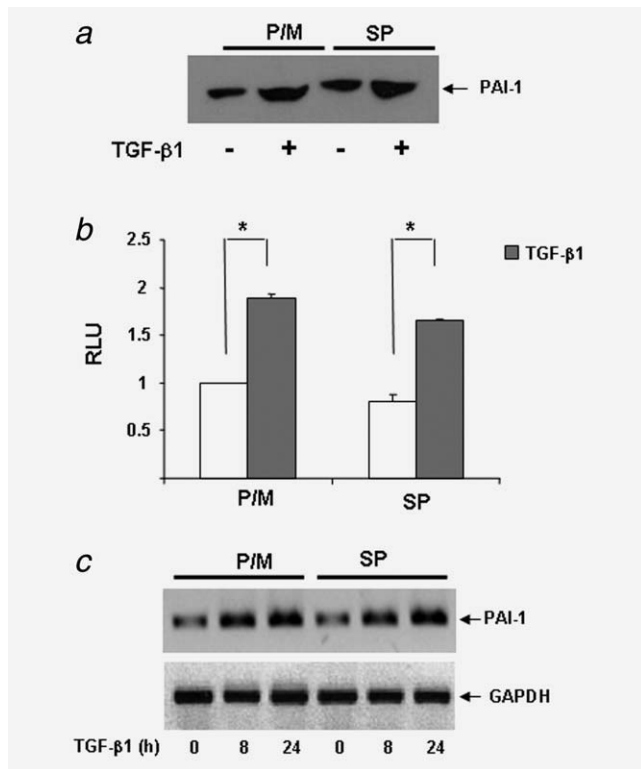 a
P/M SP
← PAI-1
TGF-β1 - + - +
b
2.5
2
1.5
1
0.5
RLU
* *
TGF-β1
P/M SP
c
P/M SP
← PAI-1
← GAPDH
TGF-β1 (h) 0 8 24 0 8 24